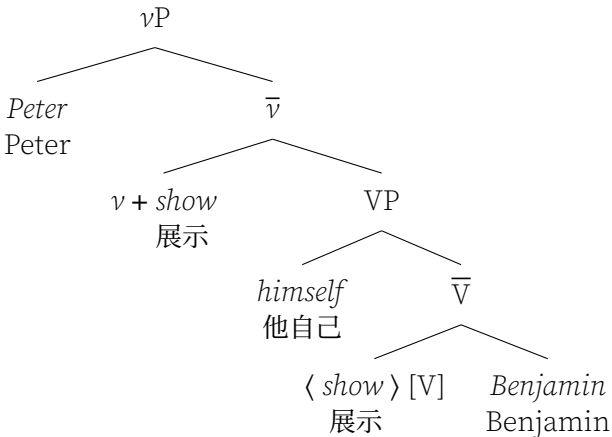 vP
Peter
Peter
v̅
v + show
展示
VP
himself
他自己
V̅
⟨ show ⟩ [V]
展示
Benjamin
Benjamin